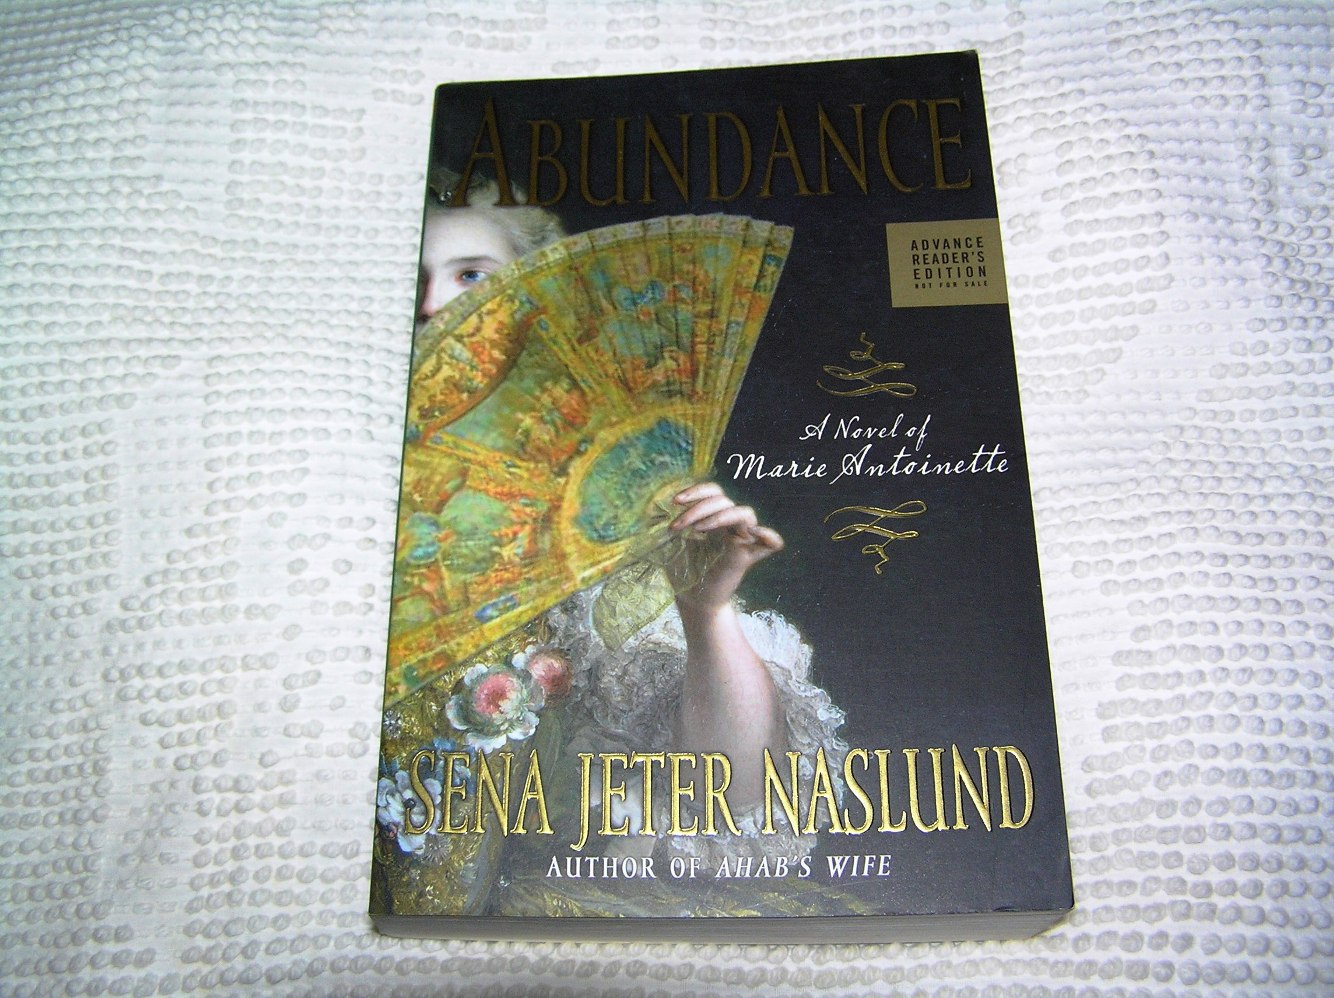 ABUNDANCE
ADVANCE
READER'S
EDITION
NOT FOR SALE
A Novel of
Marie Antoinette
SENA JETER NASLUND
AUTHOR OF AHAB'S WIFE